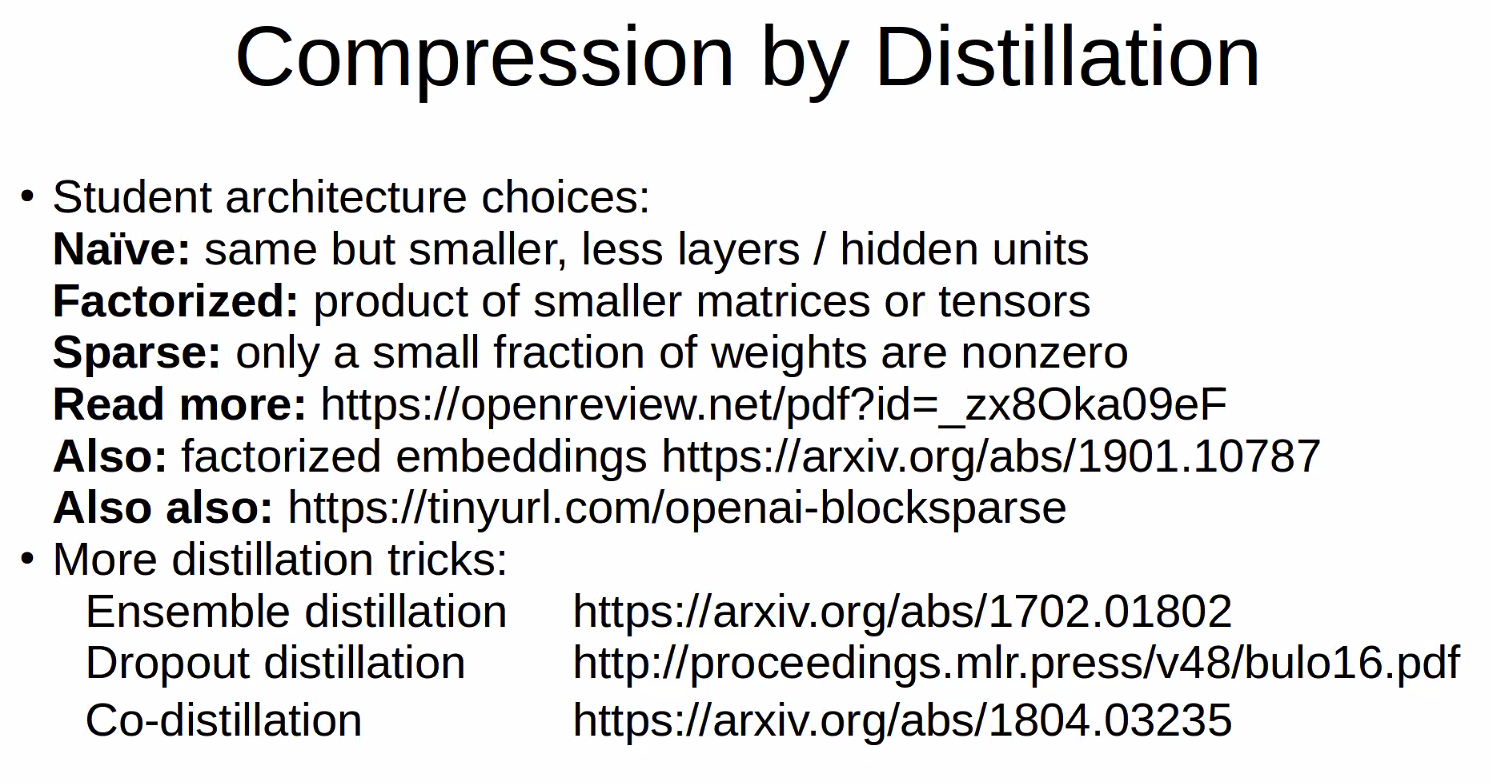 Compression by Distillation
• Student architecture choices:
Naïve: same but smaller, less layers / hidden units
Factorized: product of smaller matrices or tensors
Sparse: only a small fraction of weights are nonzero
Read more: https://openreview.net/pdf?id=_zx8Oka09eF
Also: factorized embeddings https://arxiv.org/abs/1901.10787
Also also: https://tinyurl.com/openai-blocksparse
• More distillation tricks:
Ensemble distillation https://arxiv.org/abs/1702.01802
Dropout distillation http://proceedings.mlr.press/v48/bulo16.pdf
Co-distillation https://arxiv.org/abs/1804.03235